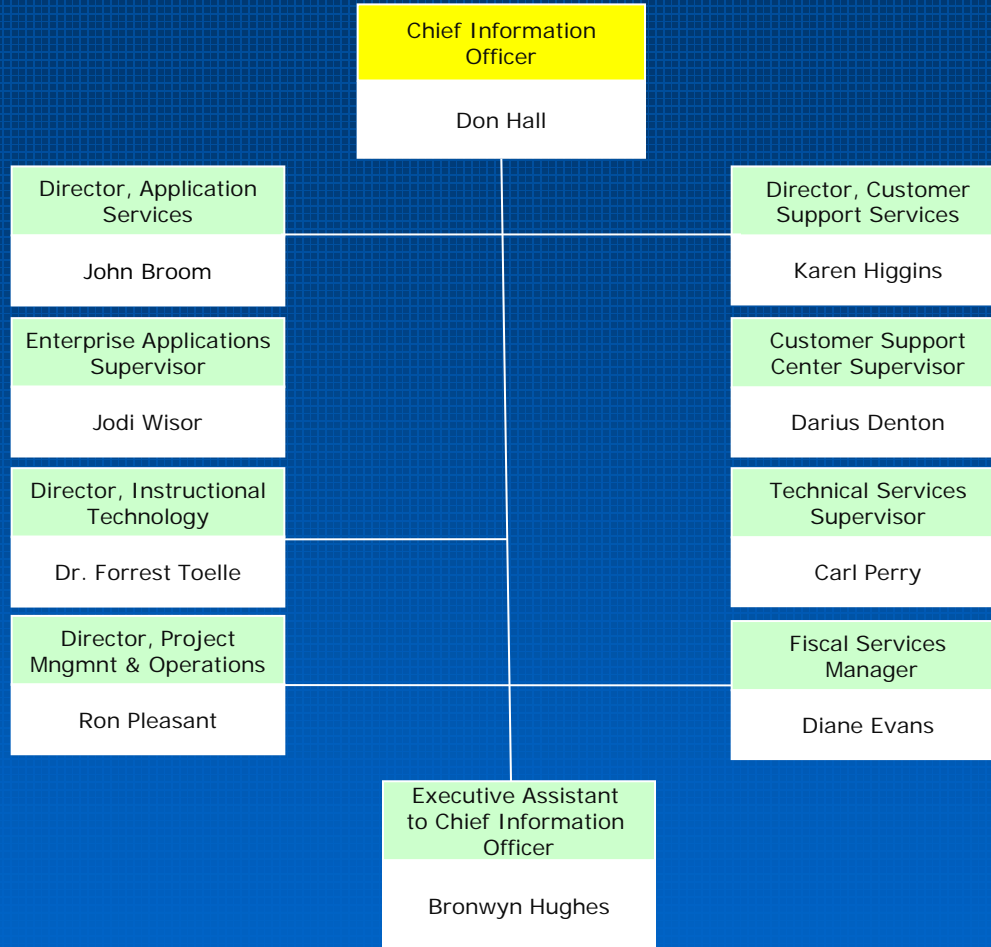 Chief Information
Officer
Don Hall
Director, Application
Services
John Broom
Director, Customer
Support Services
Karen Higgins
Enterprise Applications
Supervisor
Jodi Wisor
Customer Support
Center Supervisor
Darius Denton
Director, Instructional
Technology
Dr. Forrest Toelle
Technical Services
Supervisor
Carl Perry
Director, Project
Mngmnt & Operations
Ron Pleasant
Fiscal Services
Manager
Diane Evans
Executive Assistant
to Chief Information
Officer
Bronwyn Hughes